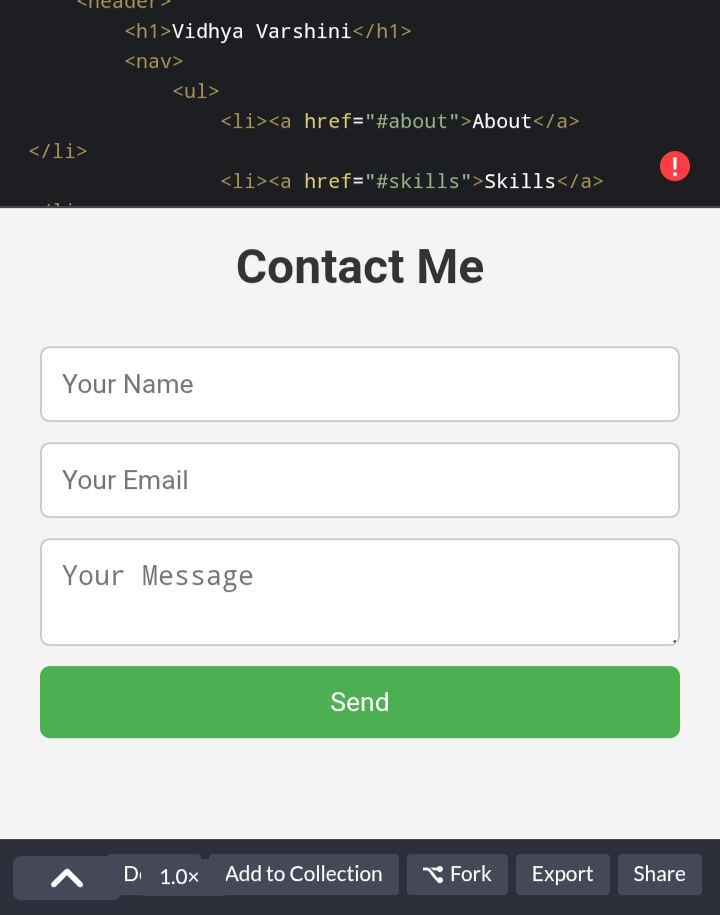 <header>
<h1>Vidhya Varshini</h1>
<nav>
<ul>
<li><a href="#about">About</a>
</li>
<li><a href="#skills">Skills</a>
Contact Me
Your Name
Your Email
Your Message
Send
1.0× Add to Collection Fork Export Share